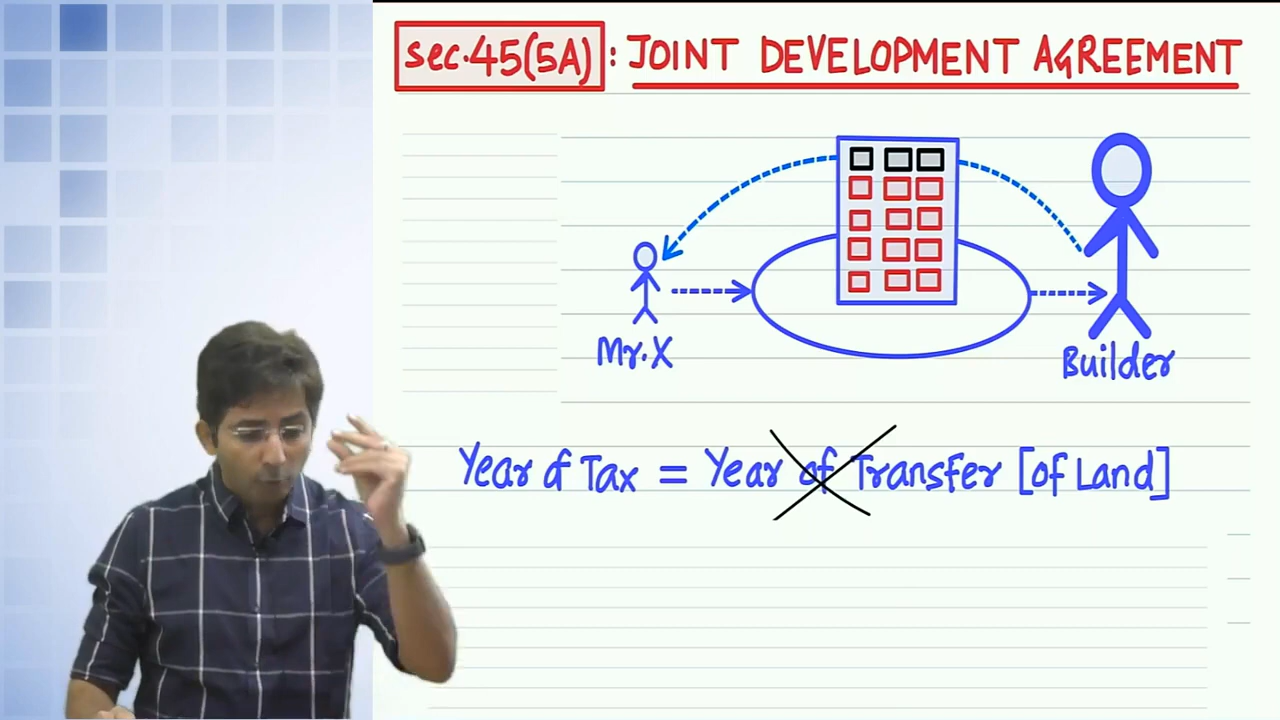 sec.45(5A) : JOINT DEVELOPMENT AGREEMENT
Mr.X
Builder
Year of Tax = Year of Transfer [of Land]